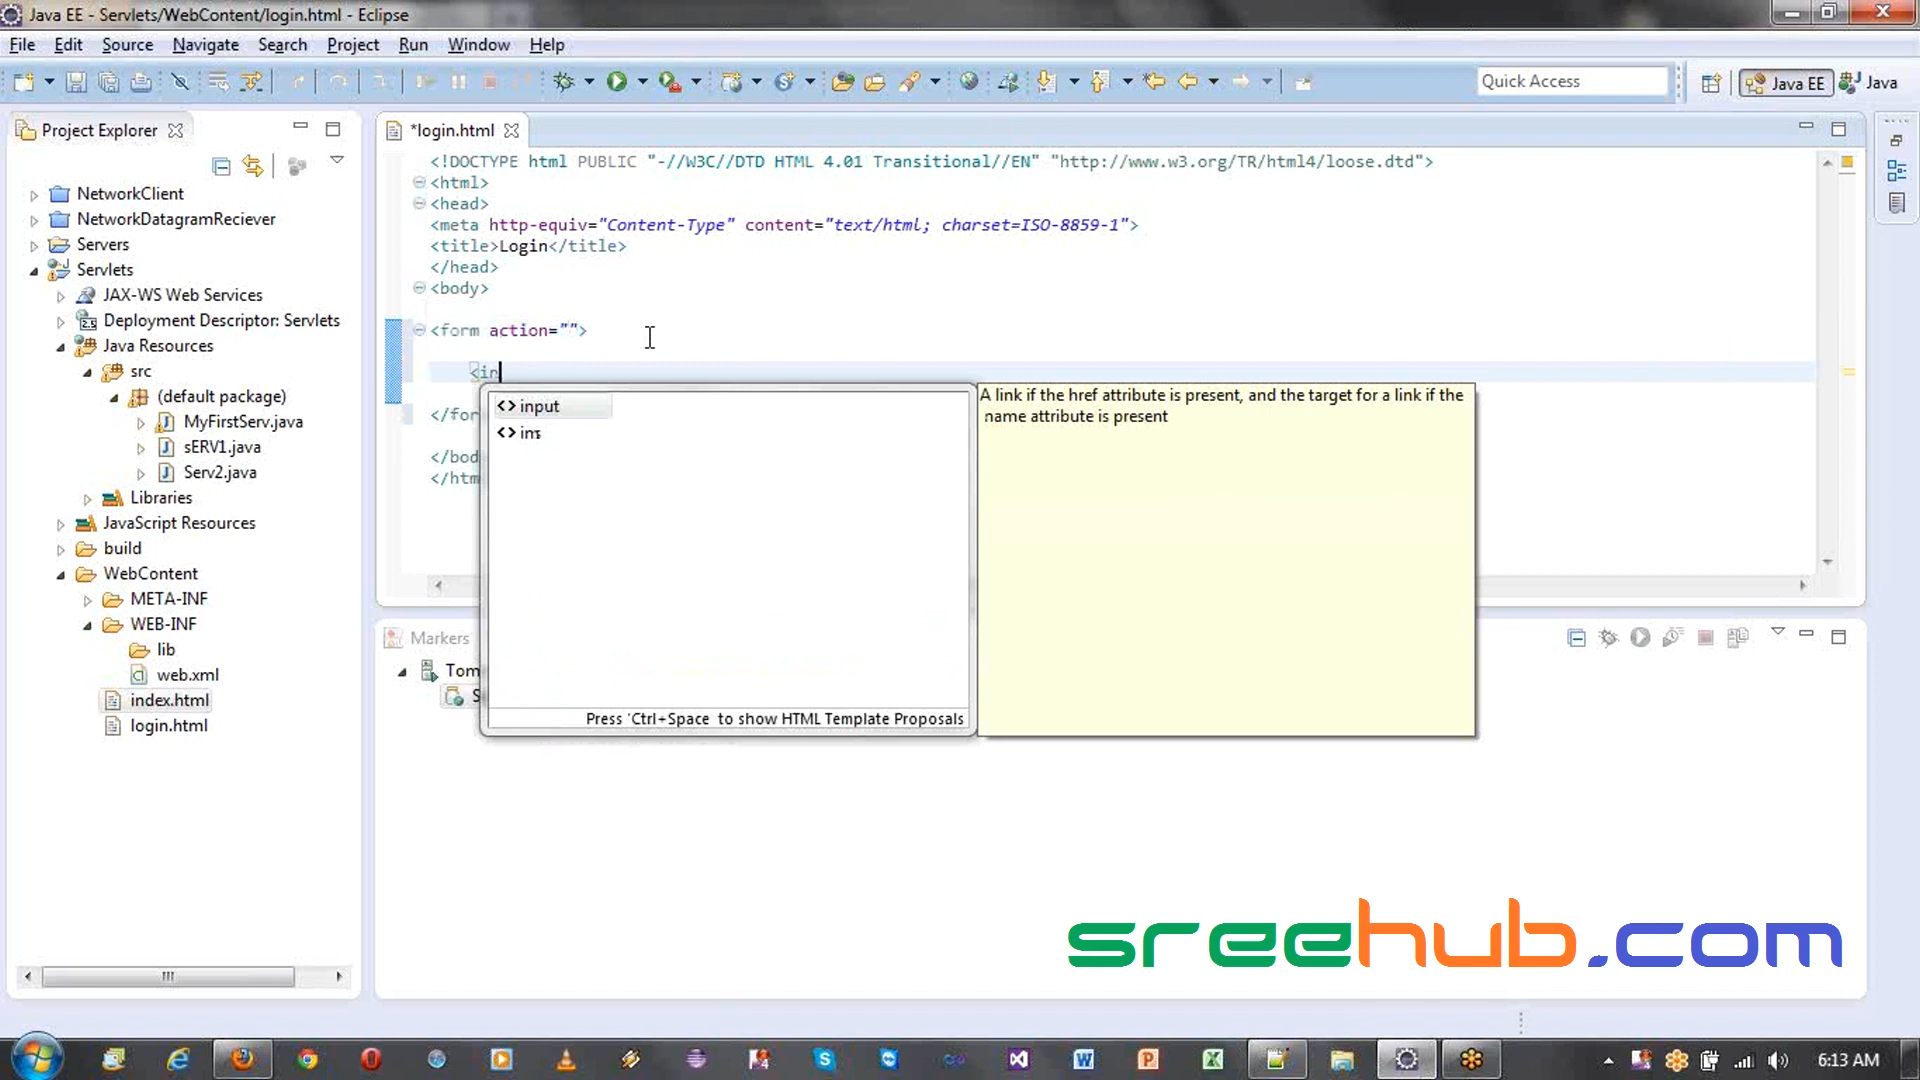 Java EE - Servlets/WebContent/login.html - Eclipse
File Edit Source Navigate Search Project Run Window Help
Quick Access
Java EE
Java
Project Explorer
NetworkClient
NetworkDatagramReciever
Servers
Servlets
JAX-WS Web Services
Deployment Descriptor: Servlets
Java Resources
src
(default package)
MyFirstServ.java
sERV1.java
Serv2.java
Libraries
JavaScript Resources
build
WebContent
META-INF
WEB-INF
lib
web.xml
index.html
login.html
*login.html
<!DOCTYPE html PUBLIC "-//W3C//DTD HTML 4.01 Transitional//EN" "http://www.w3.org/TR/html4/loose.dtd">
<html>
<head>
<meta http-equiv="Content-Type" content="text/html; charset=ISO-8859-1">
<title>Login</title>
</head>
<body>
<form action="">
<in
</for
</bod
</htm
<> input
<> ins
Press 'Ctrl+Space' to show HTML Template Proposals
A link if the href attribute is present, and the target for a link if the
name attribute is present
Markers
Tom
S
sreehub.com
6:13 AM